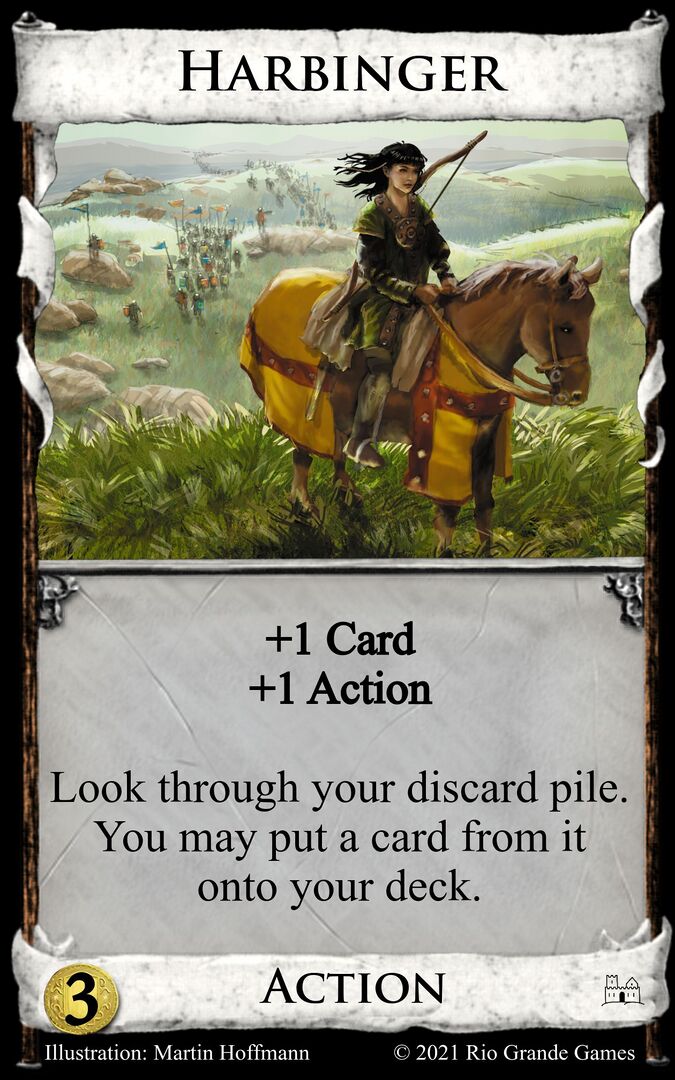 HARBINGER
+1 Card
+1 Action
Look through your discard pile.
You may put a card from it
onto your deck.
3
ACTION
Illustration: Martin Hoffmann
© 2021 Rio Grande Games